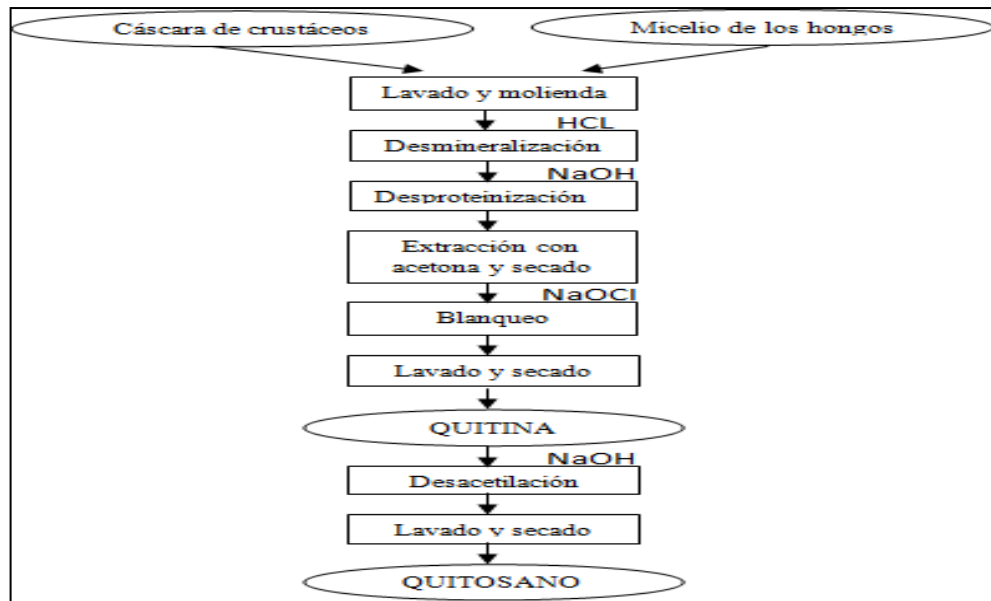 Cáscara de crustáceos
Micelio de los hongos
Lavado y molienda
HCL
Desmineralización
NaOH
Desproteinización
Extracción con
acetona y secado
NaOCl
Blanqueo
Lavado y secado
QUITINA
NaOH
Desacetilación
Lavado y secado
QUITOSANO